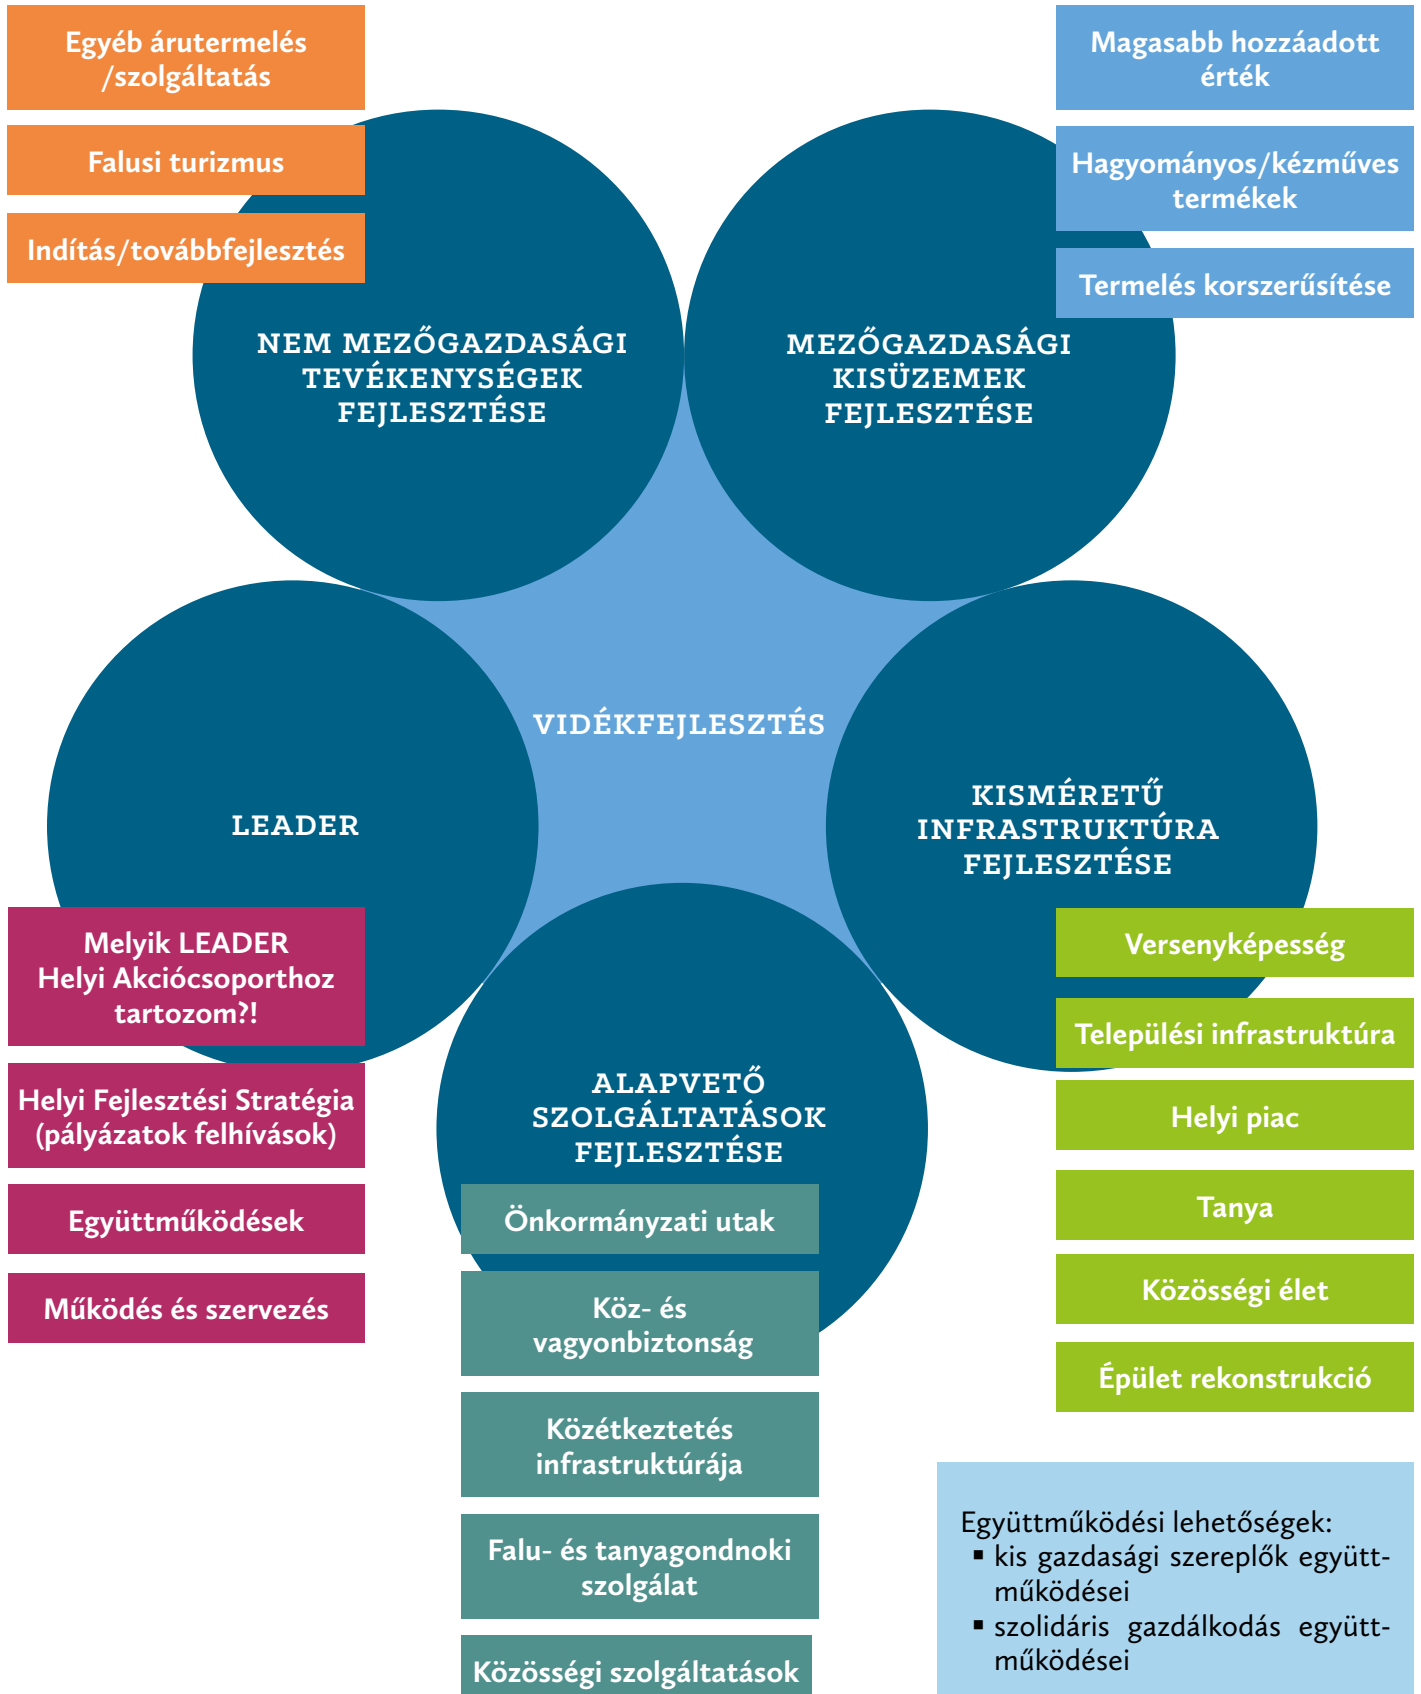 Egyéb árutermelés
/szolgáltatás
Falusi turizmus
Indítás/továbbfejlesztés
Magasabb hozzáadott
érték
Hagyományos/kézműves
termékek
Termelés korszerűsítése
NEM MEZŐGAZDASÁGI
TEVÉKENYSÉGEK
FEJLESZTÉSE
MEZŐGAZDASÁGI
KISÜZEMEK
FEJLESZTÉSE
VIDÉKFEJLESZTÉS
LEADER
KISMÉRETŰ
INFRASTRUKTÚRA
FEJLESZTÉSE
Melyik LEADER
Helyi Akciócsoporthoz
tartozom?!
Helyi Fejlesztési Stratégia
(pályázatok felhívások)
Együttműködések
Működés és szervezés
ALAPVETŐ
SZOLGÁLTATÁSOK
FEJLESZTÉSE
Önkormányzati utak
Köz- és
vagyonbiztonság
Közétkeztetés
infrastruktúrája
Falu- és tanyagondnoki
szolgálat
Közösségi szolgáltatások
Versenyképesség
Települési infrastruktúra
Helyi piac
Tanya
Közösségi élet
Épület rekonstrukció
Együttműködési lehetőségek:
▪ kis gazdasági szereplők együtt-
működései
▪ szolidáris gazdálkodás együtt-
működései